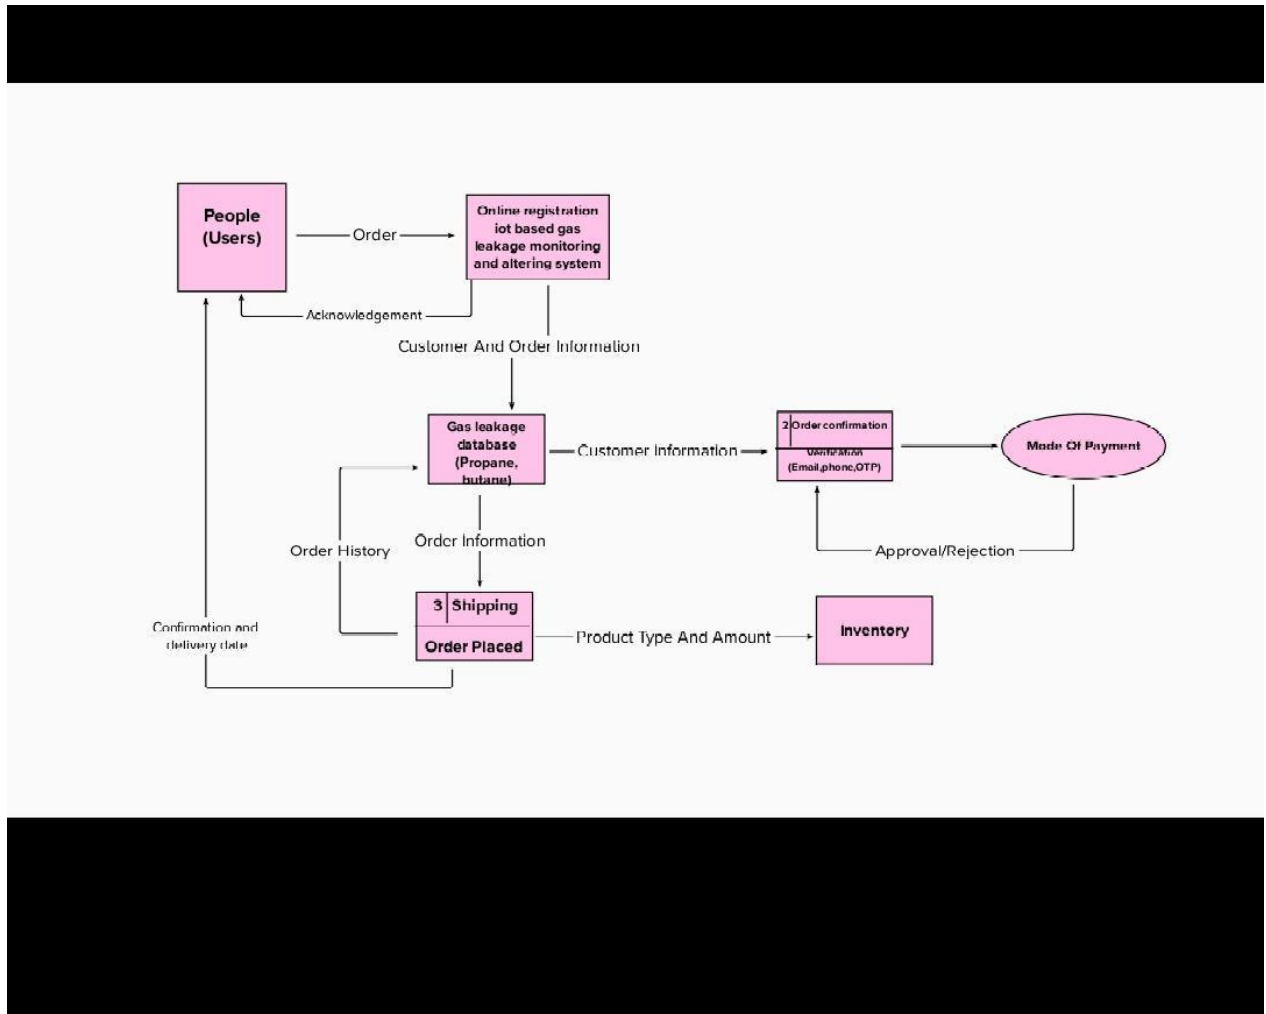 People
(Users)
Order
Online registration
iot based gas
leakage monitoring
and altering system
Acknowledgement
Customer And Order Information
Gas leakage
database
(Propane,
butane)
Customer Information
2 Order confirmation
Verification
(Email,phone,OTP)
Mode Of Payment
Order History
Order Information
Approval/Rejection
3 Shipping
Order Placed
Product Type And Amount
Inventory
Confirmation and
delivery date